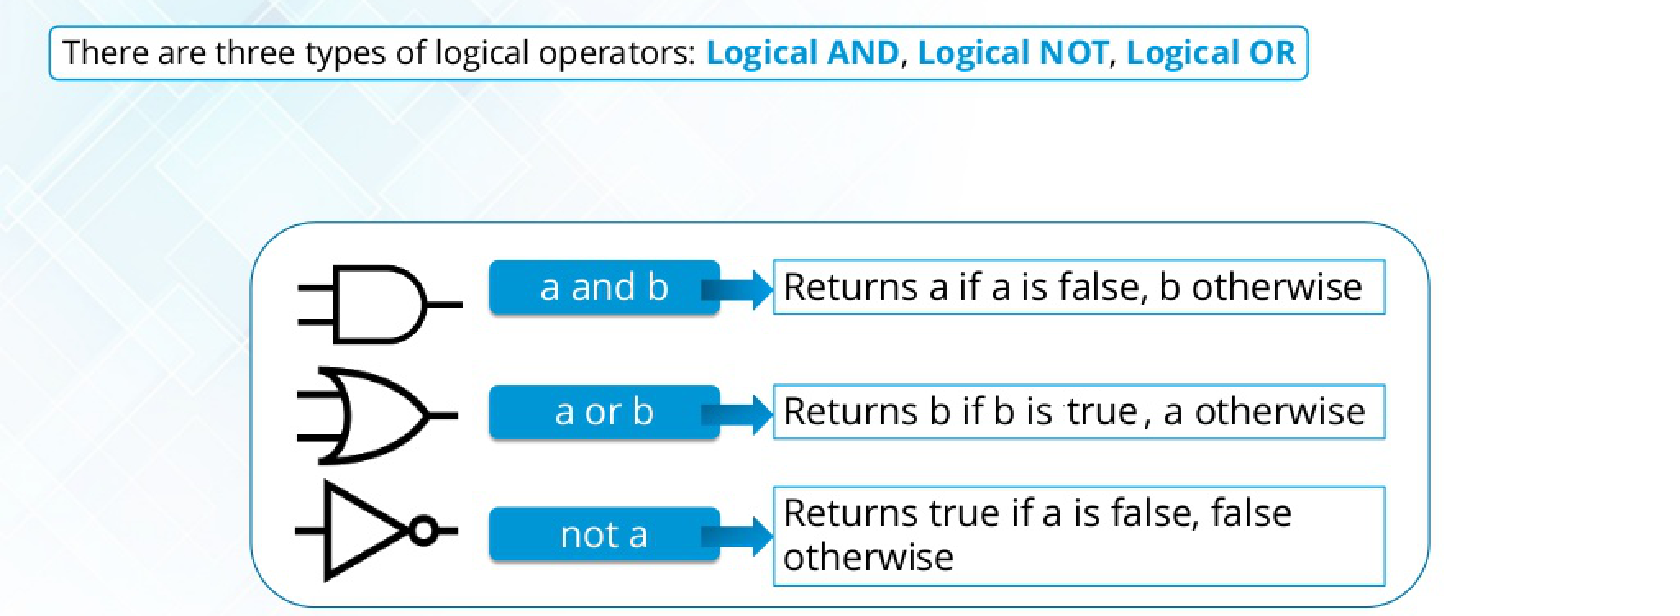 There are three types of logical operators: Logical AND, Logical NOT, Logical OR
a and b
Returns a if a is false, b otherwise
a or b
Returns b if b is true, a otherwise
not a
Returns true if a is false, false
otherwise